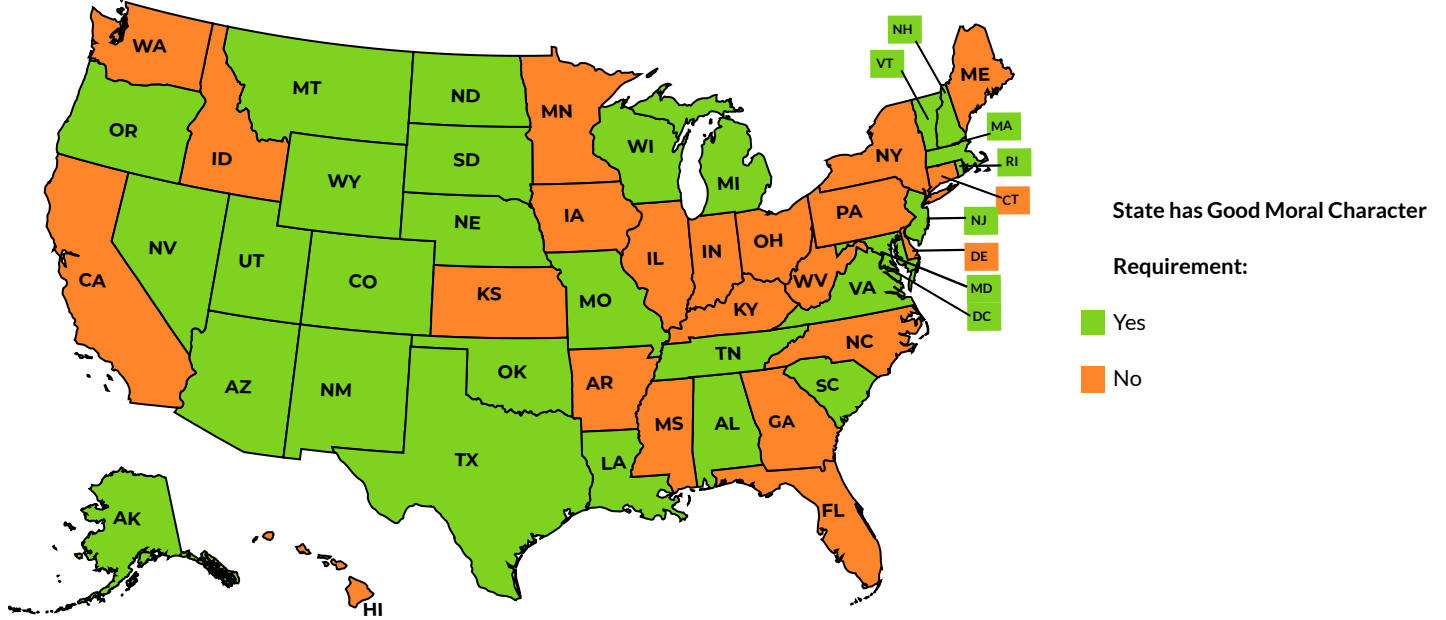 NH
VT
WA
ME
MT
ND
MN
OR
MA
WI
NY
ID
SD
RI
WY
MI
CT
PA
IA
State has Good Moral Character
NE
NJ
OH
NV
IN
UT
IL
DE
Requirement:
CO
WV
CA
VA
MD
KS
MO
KY
DC
Yes
NC
TN
OK
No
AZ
NM
AR
SC
MS
AL
GA
TX
LA
FL
AK
HI